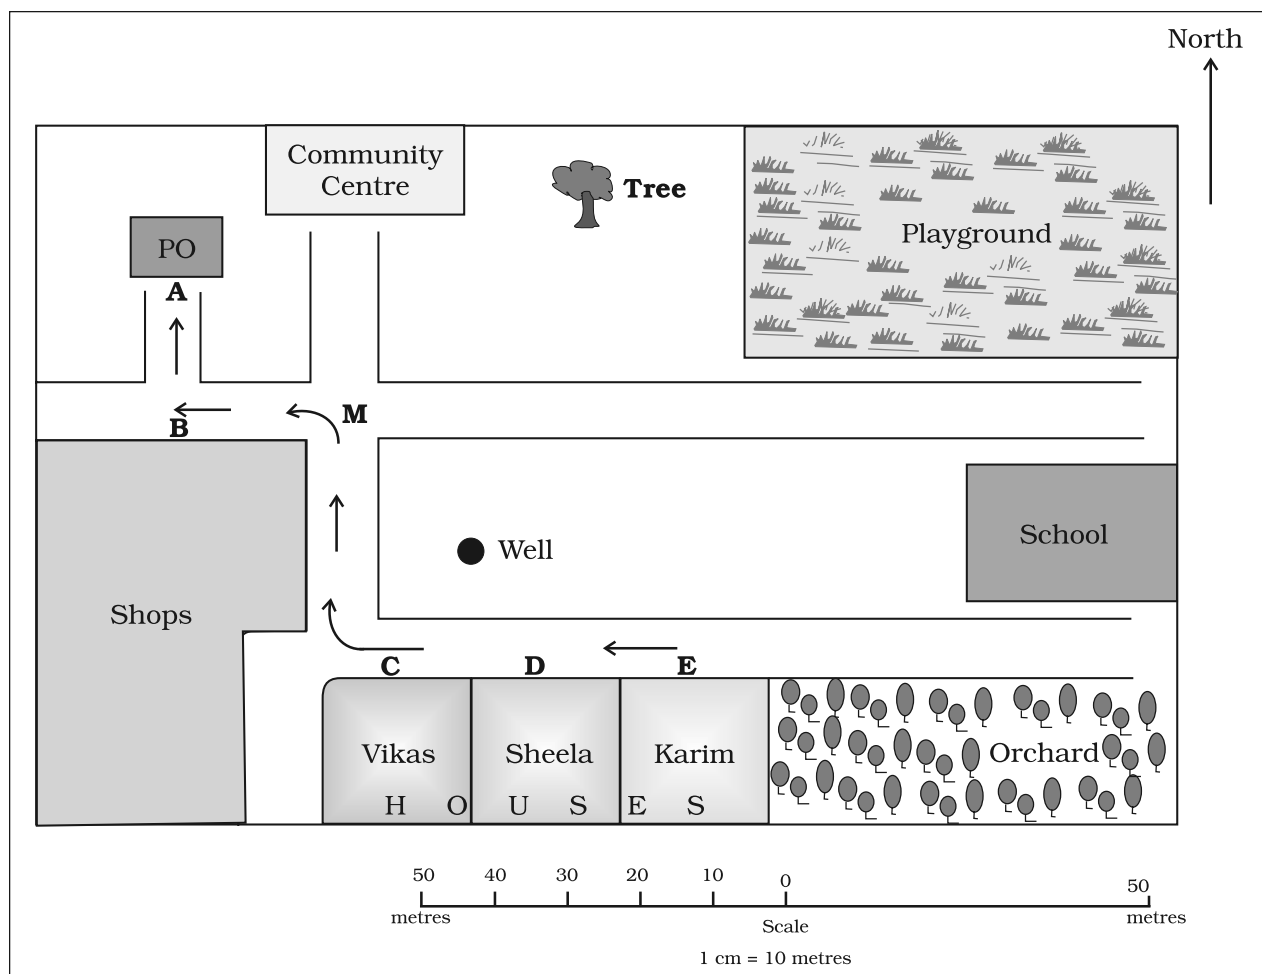 North
Community
Centre
Tree
PO
Playground
A
M
B
School
Well
Shops
C D E
Vikas Sheela Karim Orchard
H O U S E S
50 40 30 20 10 0 50
metres metres
Scale
1 cm = 10 metres